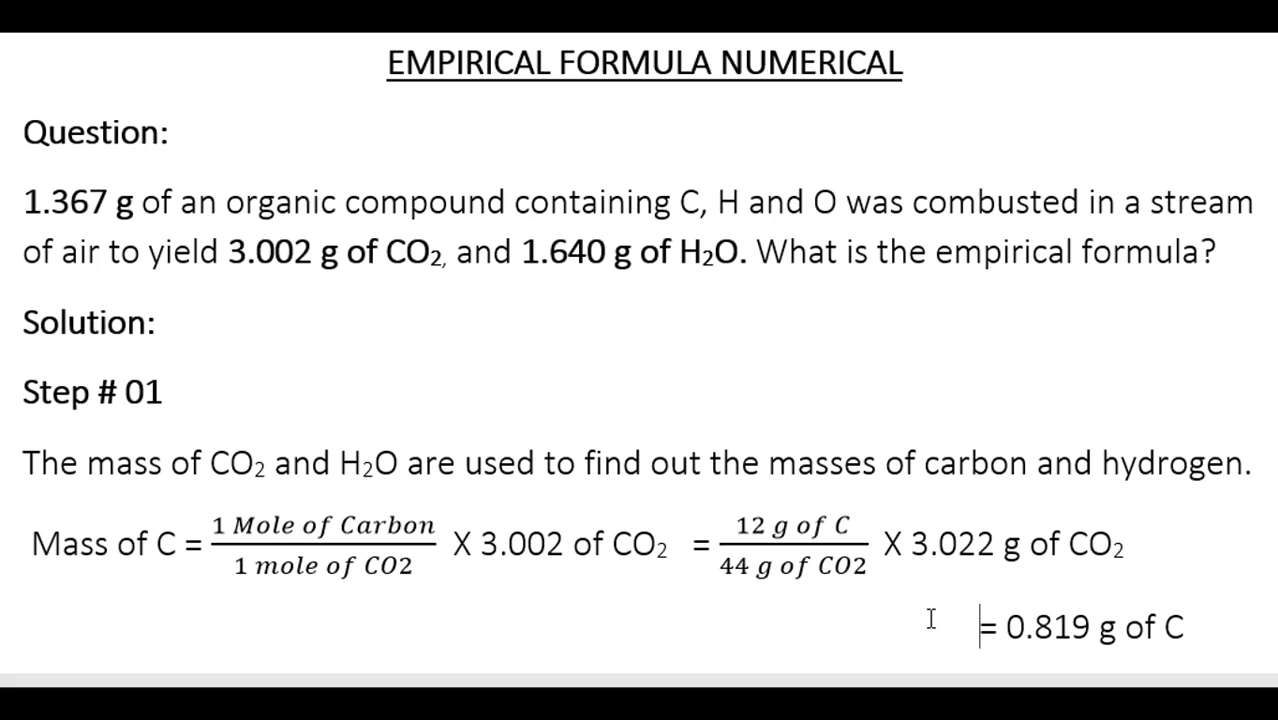 EMPIRICAL FORMULA NUMERICAL
Question:
1.367 g of an organic compound containing C, H and O was combusted in a stream
of air to yield 3.002 g of CO₂, and 1.640 g of H₂O. What is the empirical formula?
Solution:
Step # 01
The mass of CO₂ and H₂O are used to find out the masses of carbon and hydrogen.
Mass of C = 1 Mole of Carbon / 1 mole of CO2 X 3.002 of CO₂ = 12 g of C / 44 g of CO2 X 3.022 g of CO₂
= 0.819 g of C